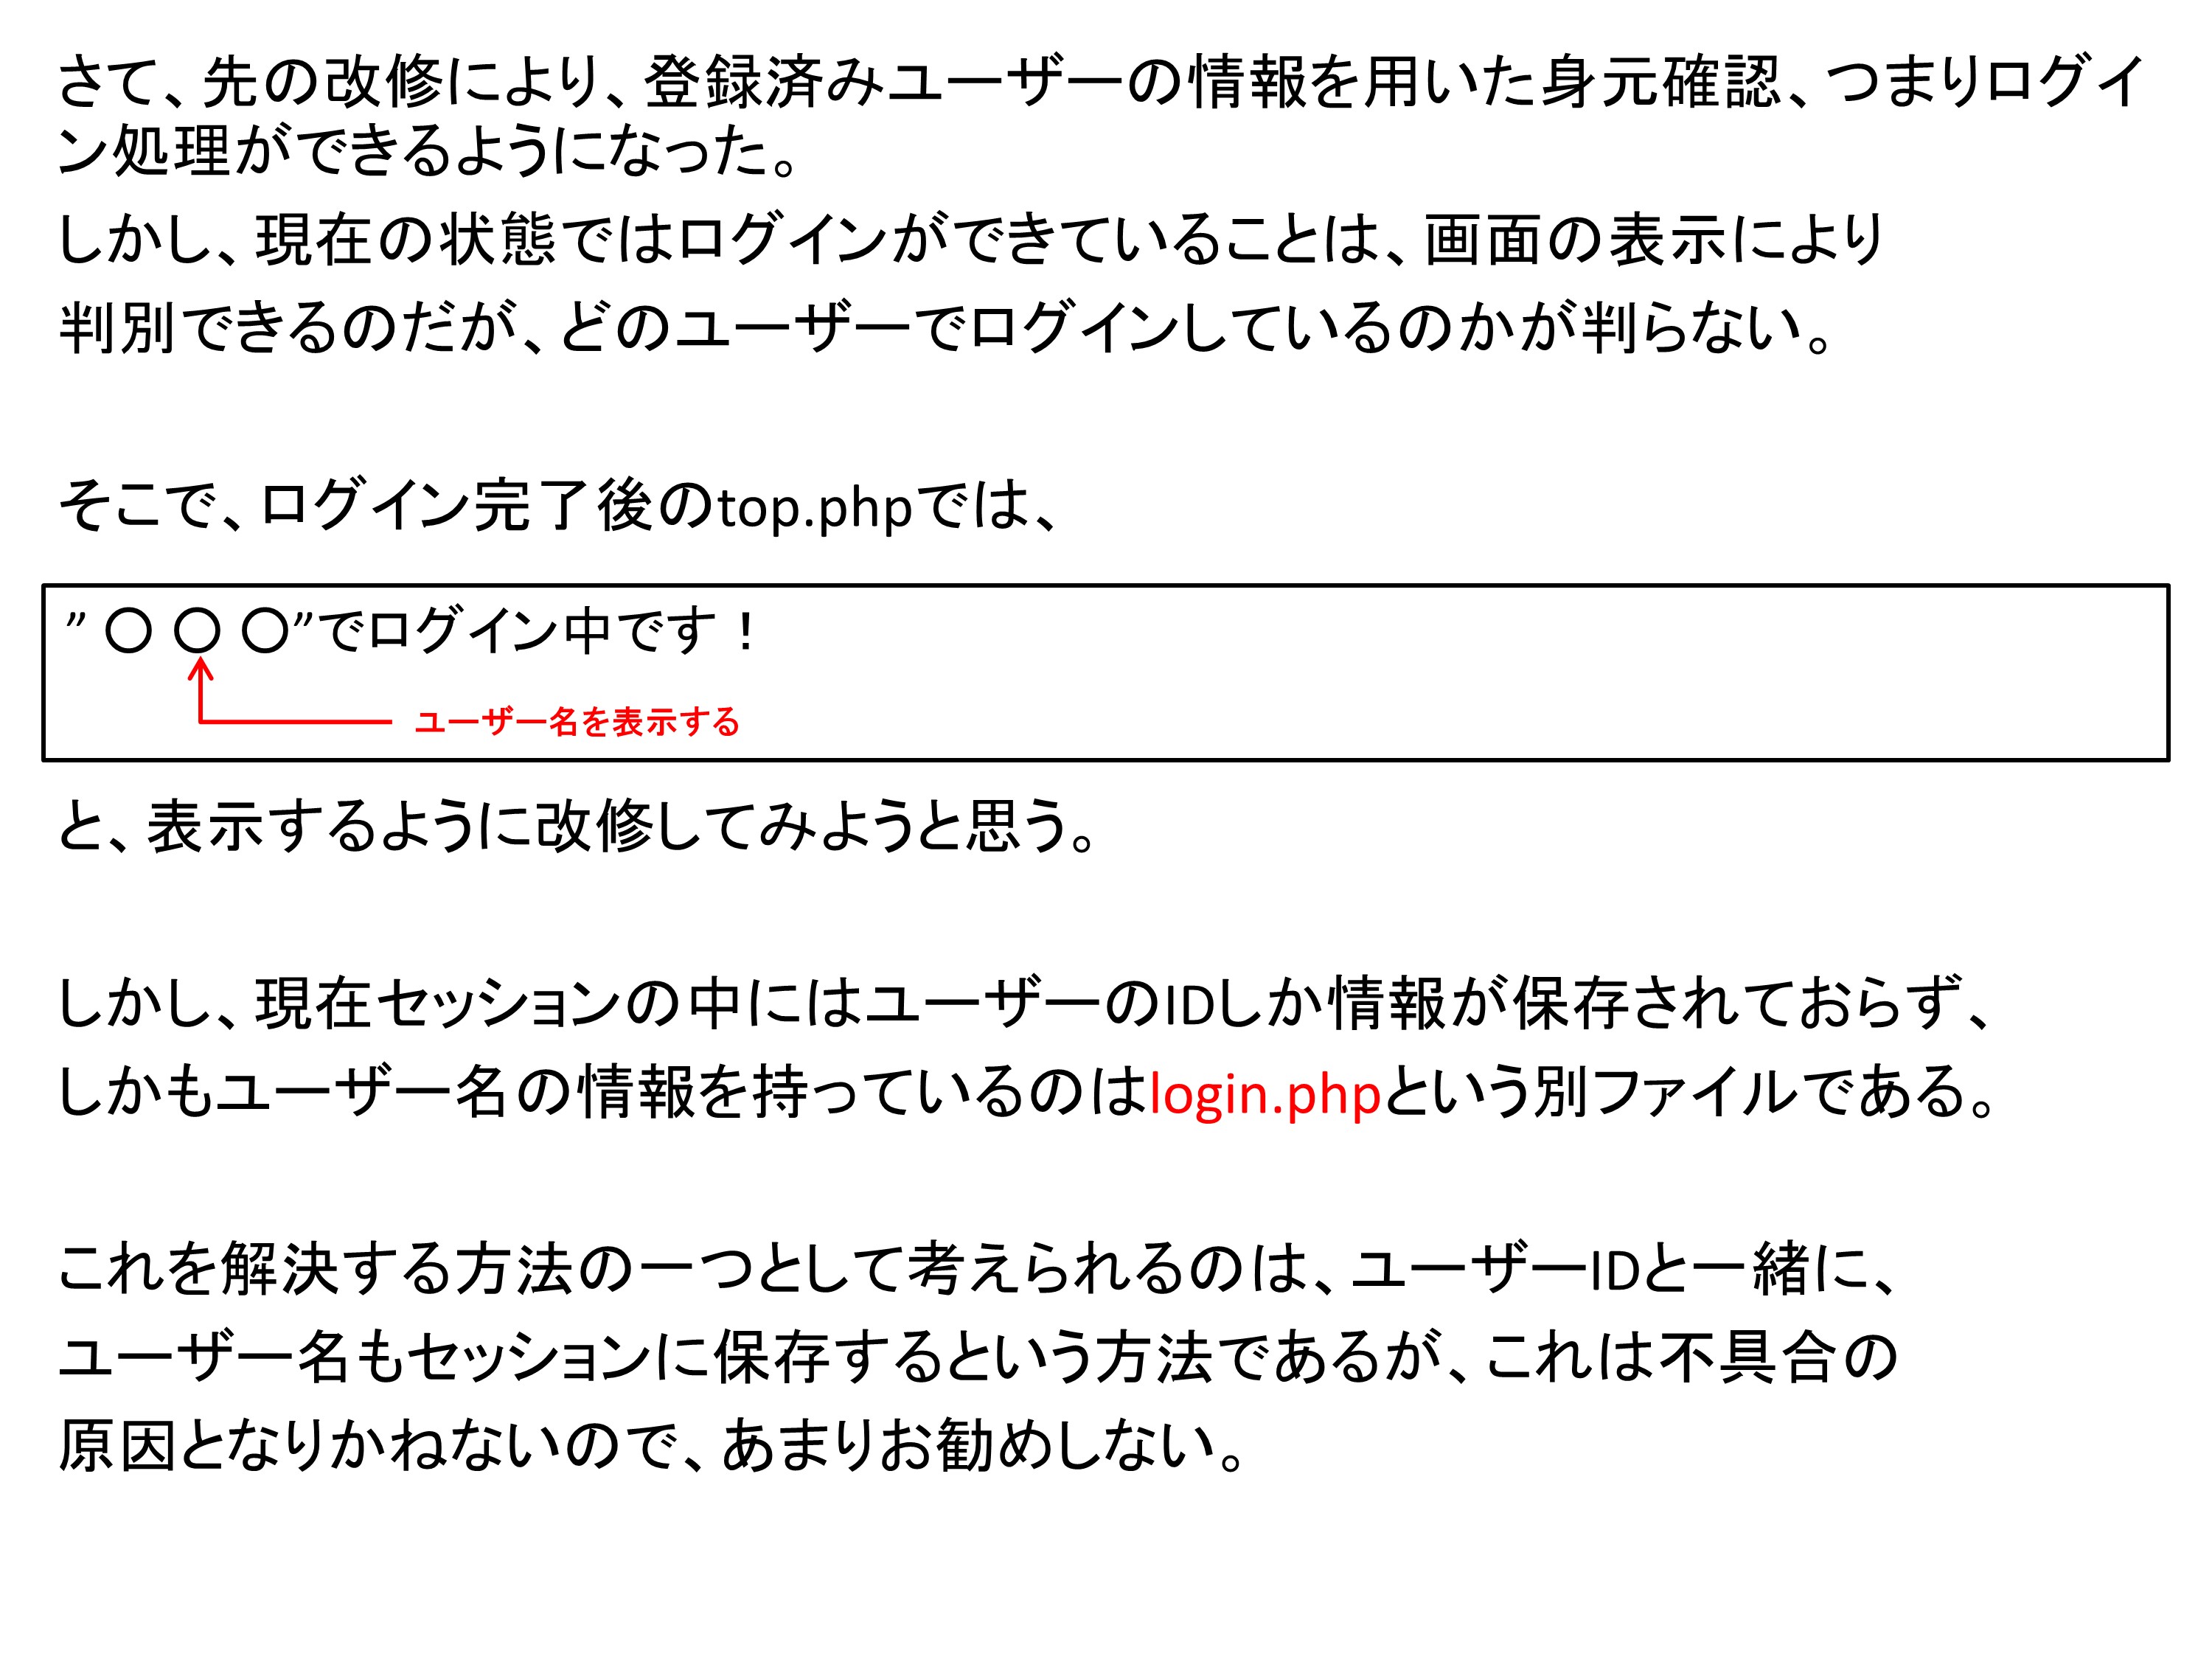 さて、先の改修により、登録済みユーザーの情報を用いた身元確認、つまりログイ
ン処理ができるようになった。
しかし、現在の状態ではログインができていることは、画面の表示により
判別できるのだが、どのユーザーでログインしているのかが判らない。
そこで、ログイン完了後のtop.phpでは、
”○ ○ ○”でログイン中です！
ユーザー名を表示する
と、表示するように改修してみようと思う。
しかし、現在セッションの中にはユーザーのIDしか情報が保存されておらず、
しかもユーザー名の情報を持っているのはlogin.phpという別ファイルである。
これを解決する方法の一つとして考えられるのは、ユーザーIDと一緒に、
ユーザー名もセッションに保存するという方法であるが、これは不具合の
原因となりかねないので、あまりお勧めしない。